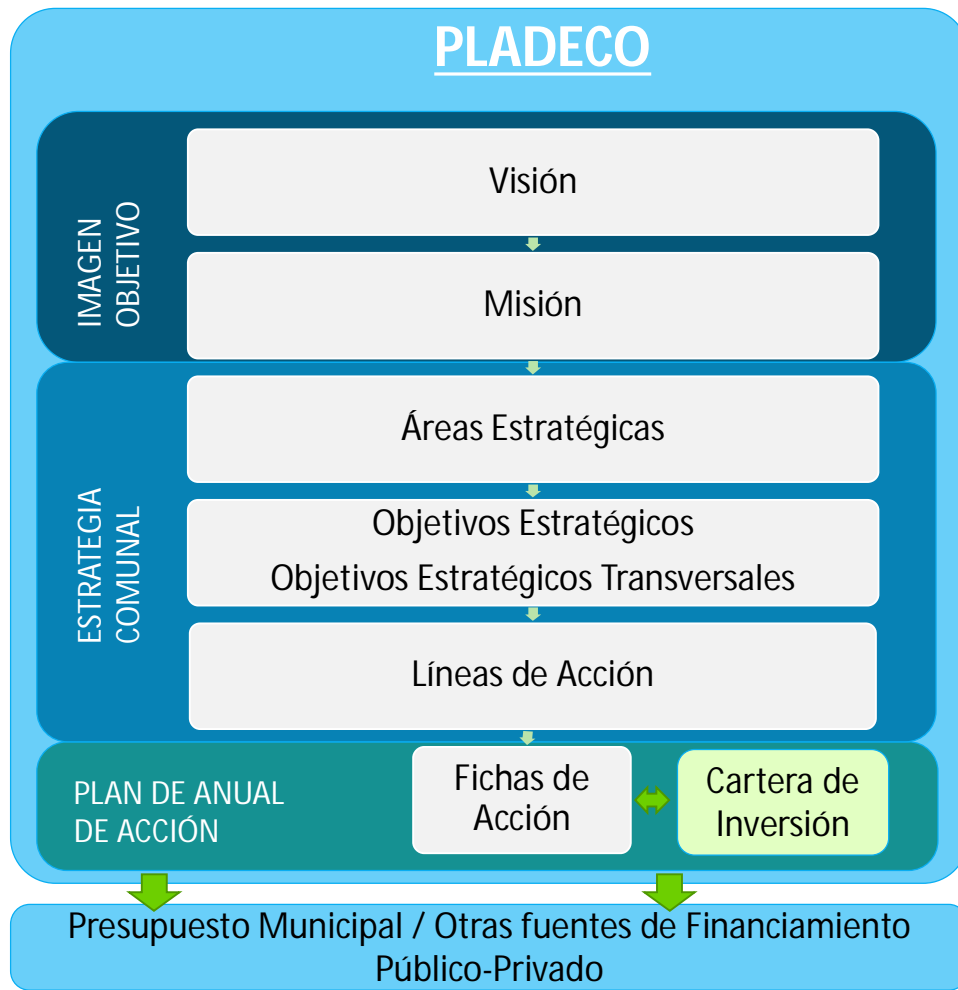 PLADECO
IMAGEN
OBJETIVO
Visión
Misión
ESTRATEGIA
COMUNAL
Áreas Estratégicas
Objetivos Estratégicos
Objetivos Estratégicos Transversales
Líneas de Acción
PLAN DE ANUAL
DE ACCIÓN
Fichas de
Acción
Cartera de
Inversión
Presupuesto Municipal / Otras fuentes de Financiamiento
Público-Privado